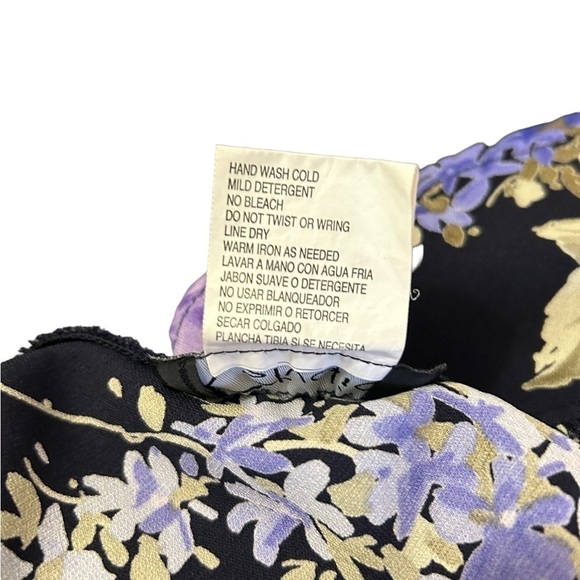 HAND WASH COLD
MILD DETERGENT
NO BLEACH
DO NOT TWIST OR WRING
LINE DRY
WARM IRON AS NEEDED
LAVAR A MANO CON AGUA FRIA
JABON SUAVE O DETERGENTE
NO USAR BLANQUEADOR
NO EXPRIMIR O RETORCER
SECAR COLGADO
PLANCHA TIBIA SI SE NECESITA